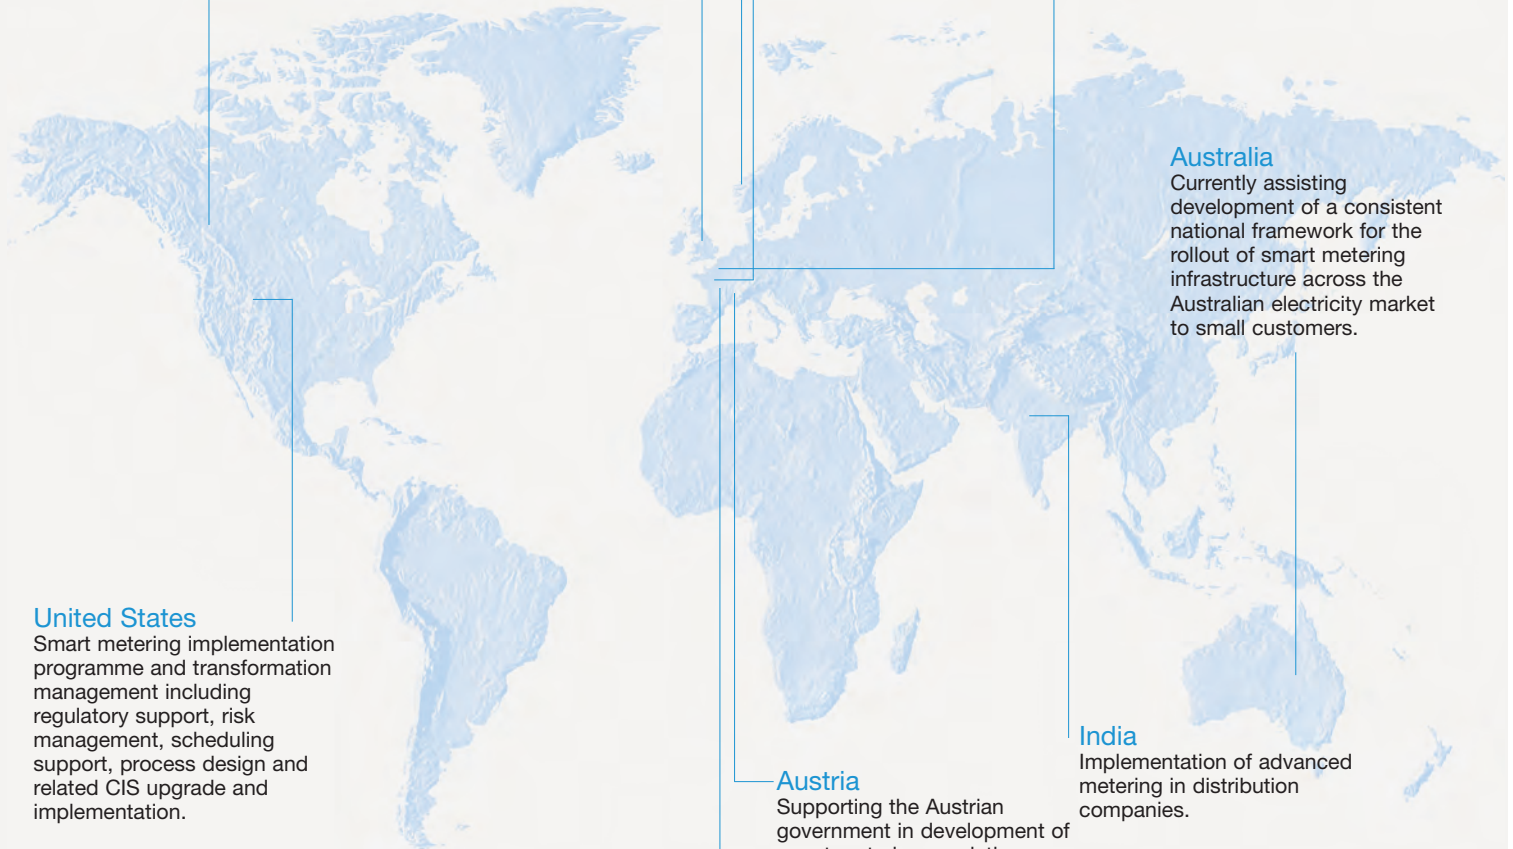 Australia
Currently assisting
development of a consistent
national framework for the
rollout of smart metering
infrastructure across the
Australian electricity market
to small customers.
United States
Smart metering implementation
programme and transformation
management including
regulatory support, risk
management, scheduling
support, process design and
related CIS upgrade and
implementation.
Austria
Supporting the Austrian
government in development of
India
Implementation of advanced
metering in distribution
companies.